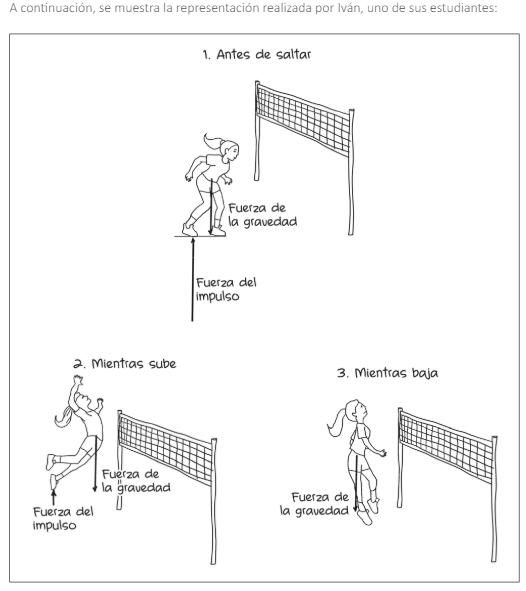 A continuación, se muestra la representación realizada por Iván, uno de sus estudiantes:
1. Antes de saltar
Fuerza de
la gravedad
Fuerza del
impulso
2. Mientras sube
Fuerza de
la gravedad
Fuerza del
impulso
3. Mientras baja
Fuerza de
la gravedad